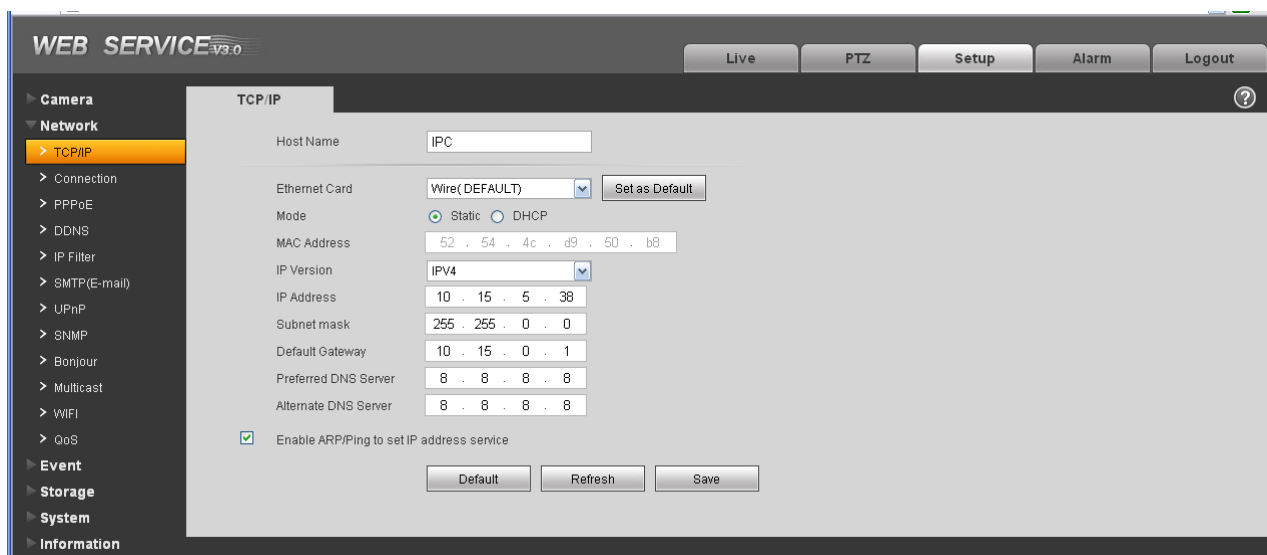 WEB SERVICE V3.0
Live PTZ Setup Alarm Logout
Camera
Network
TCP/IP
Connection
PPPoE
DDNS
IP Filter
SMTP(E-mail)
UPnP
SNMP
Bonjour
Multicast
WIFI
QoS
Event
Storage
System
Information
TCP/IP ?
Host Name IPC
Ethernet Card Wire( DEFAULT) Set as Default
Mode Static DHCP
MAC Address 52 . 54 . 4c . d9 . 50 . b8
IP Version IPV4
IP Address 10 . 15 . 5 . 38
Subnet mask 255 . 255 . 0 . 0
Default Gateway 10 . 15 . 0 . 1
Preferred DNS Server 8 . 8 . 8 . 8
Alternate DNS Server 8 . 8 . 8 . 8
Enable ARP/Ping to set IP address service
Default Refresh Save